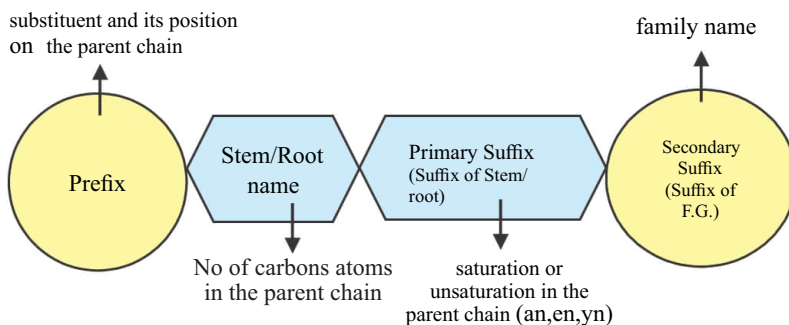 substituent and its position
on the parent chain
family name
Prefix
Stem/Root
name
Primary Suffix
(Suffix of Stem/
root)
Secondary
Suffix
(Suffix of
F.G.)
No of carbons atoms
in the parent chain
saturation or
unsaturation in the
parent chain (an,en,yn)